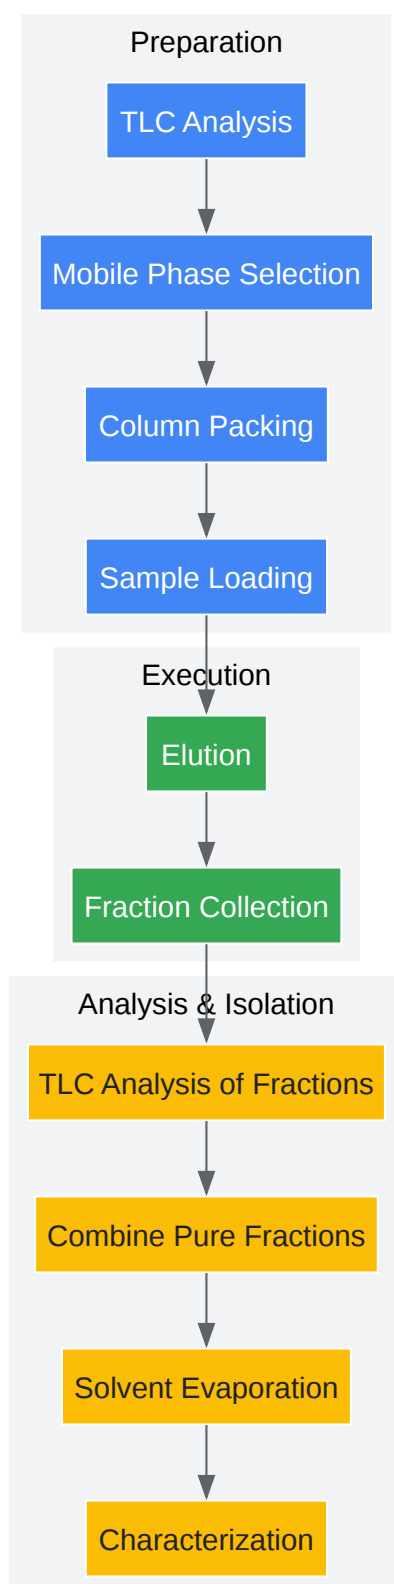 Preparation
TLC Analysis
Mobile Phase Selection
Column Packing
Sample Loading
Execution
Elution
Fraction Collection
Analysis & Isolation
TLC Analysis of Fractions
Combine Pure Fractions
Solvent Evaporation
Characterization